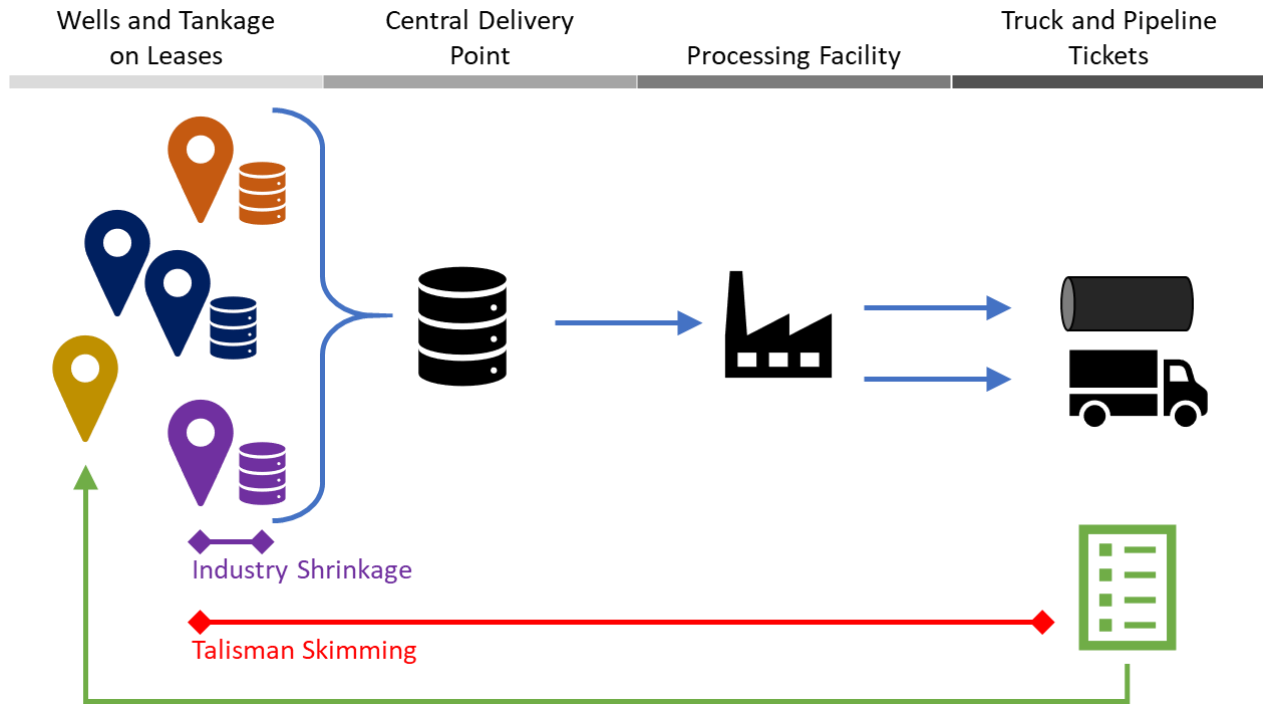 Wells and Tankage
on Leases
Central Delivery
Point
Processing Facility
Truck and Pipeline
Tickets
Industry Shrinkage
Talisman Skimming